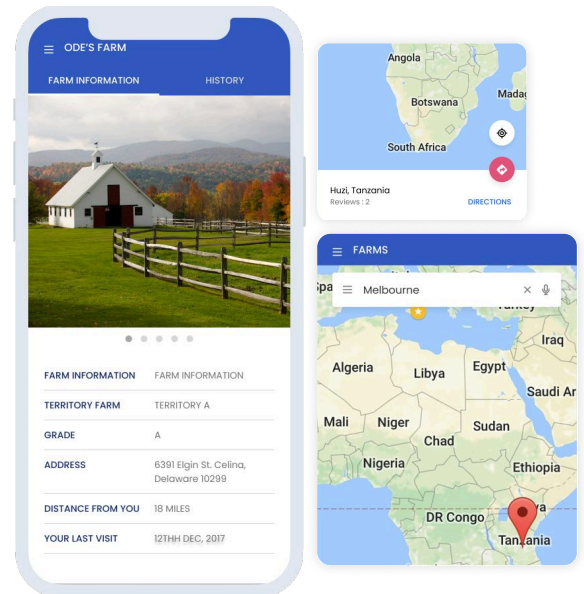 ODE'S FARM
FARM INFORMATION HISTORY
FARM INFORMATION FARM INFORMATION
TERRITORY FARM TERRITORY A
GRADE A
ADDRESS 6391 Elgin St. Celina,
Delaware 10299
DISTANCE FROM YOU 18 MILES
YOUR LAST VISIT 12THH DEC, 2017
Angola
Botswana
Madag
South Africa
Huzi, Tanzania
Reviews : 2
DIRECTIONS
FARMS
Spa
Melbourne
Turkey
Iraq
Algeria
Libya
Egypt
Saudi Ar
Mali
Niger
Chad
Sudan
Nigeria
Ethiopia
DR Congo
ya
Tanzania